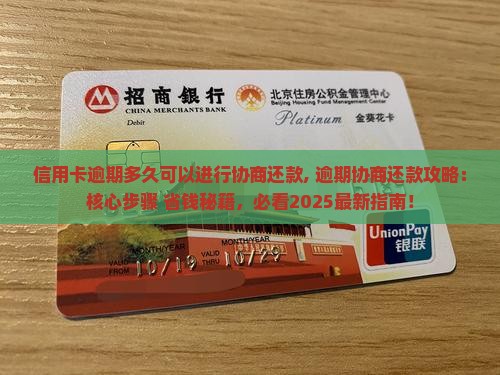 招商银行
CHINA MERCHANTS BANK
Debit
北京住房公积金管理中心
Beijing Housing Fund Management Center
Platinum 金葵花卡
信用卡逾期多久可以进行协商还款, 逾期协商还款攻略:
核心步骤 省钱秘籍，必看2025最新指南！
MONTH/YEAR MONTH/YEAR
VALID FROM 10/19 VALID THRU 10/29
UnionPay
银联